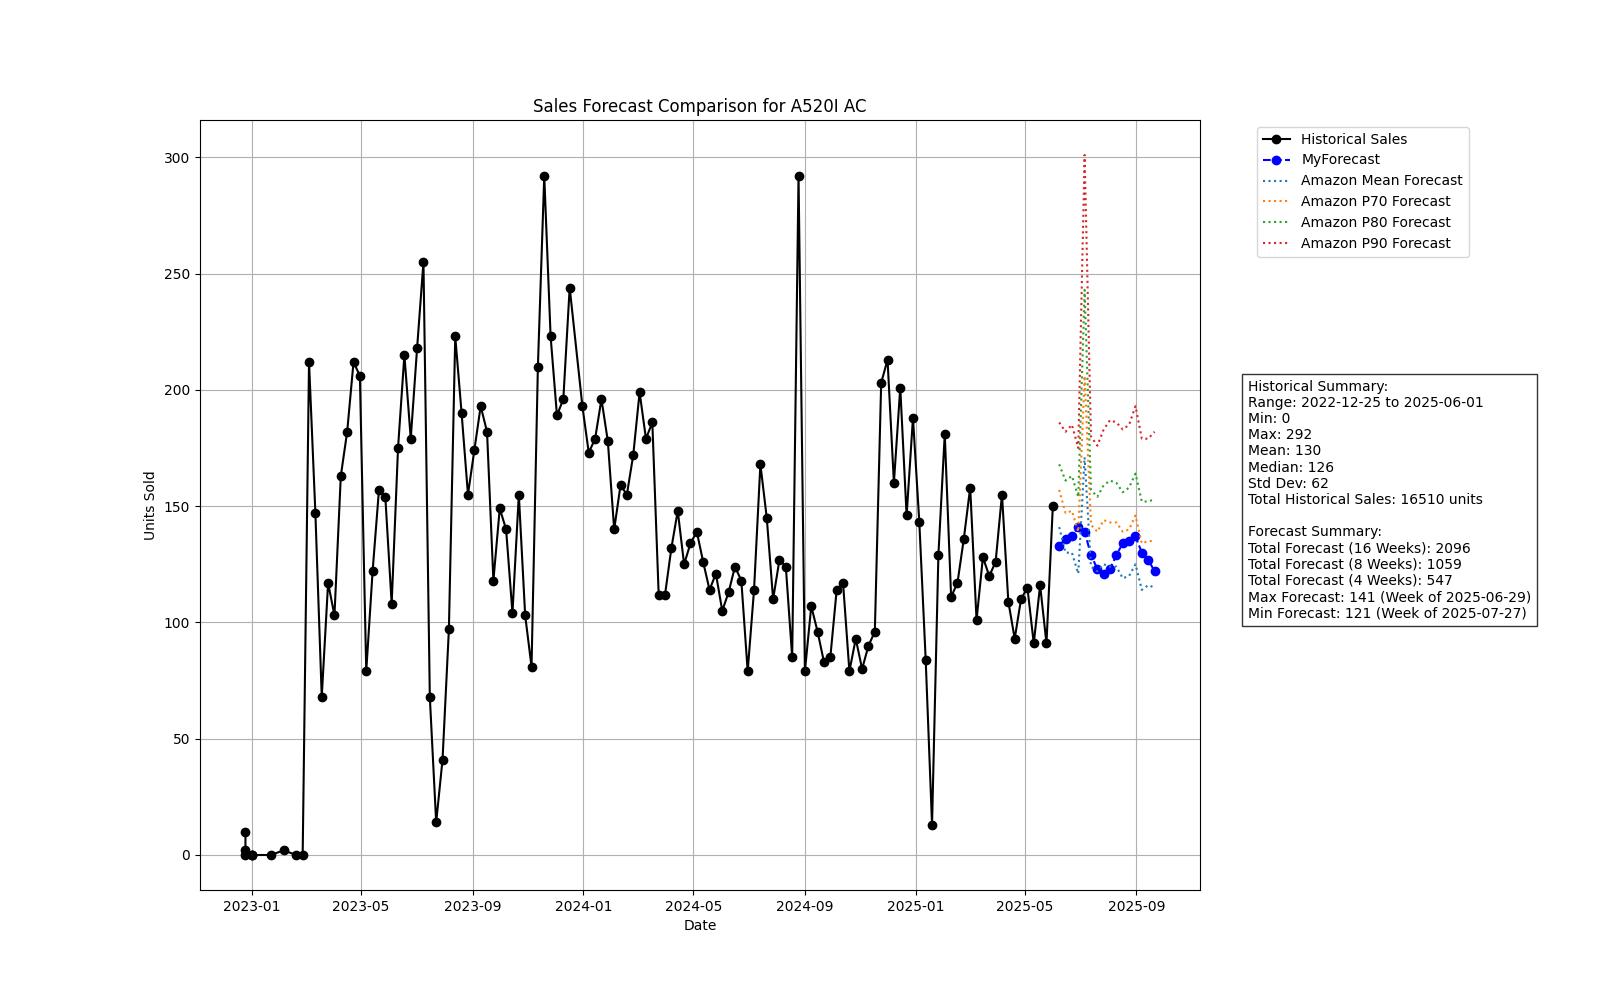 Sales Forecast Comparison for A520I AC
Historical Sales
MyForecast
Amazon Mean Forecast
Amazon P70 Forecast
Amazon P80 Forecast
Amazon P90 Forecast
300
250
200
150
100
50
0
Units Sold
2023-01
2023-05
2023-09
2024-01
2024-05
2024-09
2025-01
2025-05
2025-09
Date
Historical Summary:
Range: 2022-12-25 to 2025-06-01
Min: 0
Max: 292
Mean: 130
Median: 126
Std Dev: 62
Total Historical Sales: 16510 units
Forecast Summary:
Total Forecast (16 Weeks): 2096
Total Forecast (8 Weeks): 1059
Total Forecast (4 Weeks): 547
Max Forecast: 141 (Week of 2025-06-29)
Min Forecast: 121 (Week of 2025-07-27)